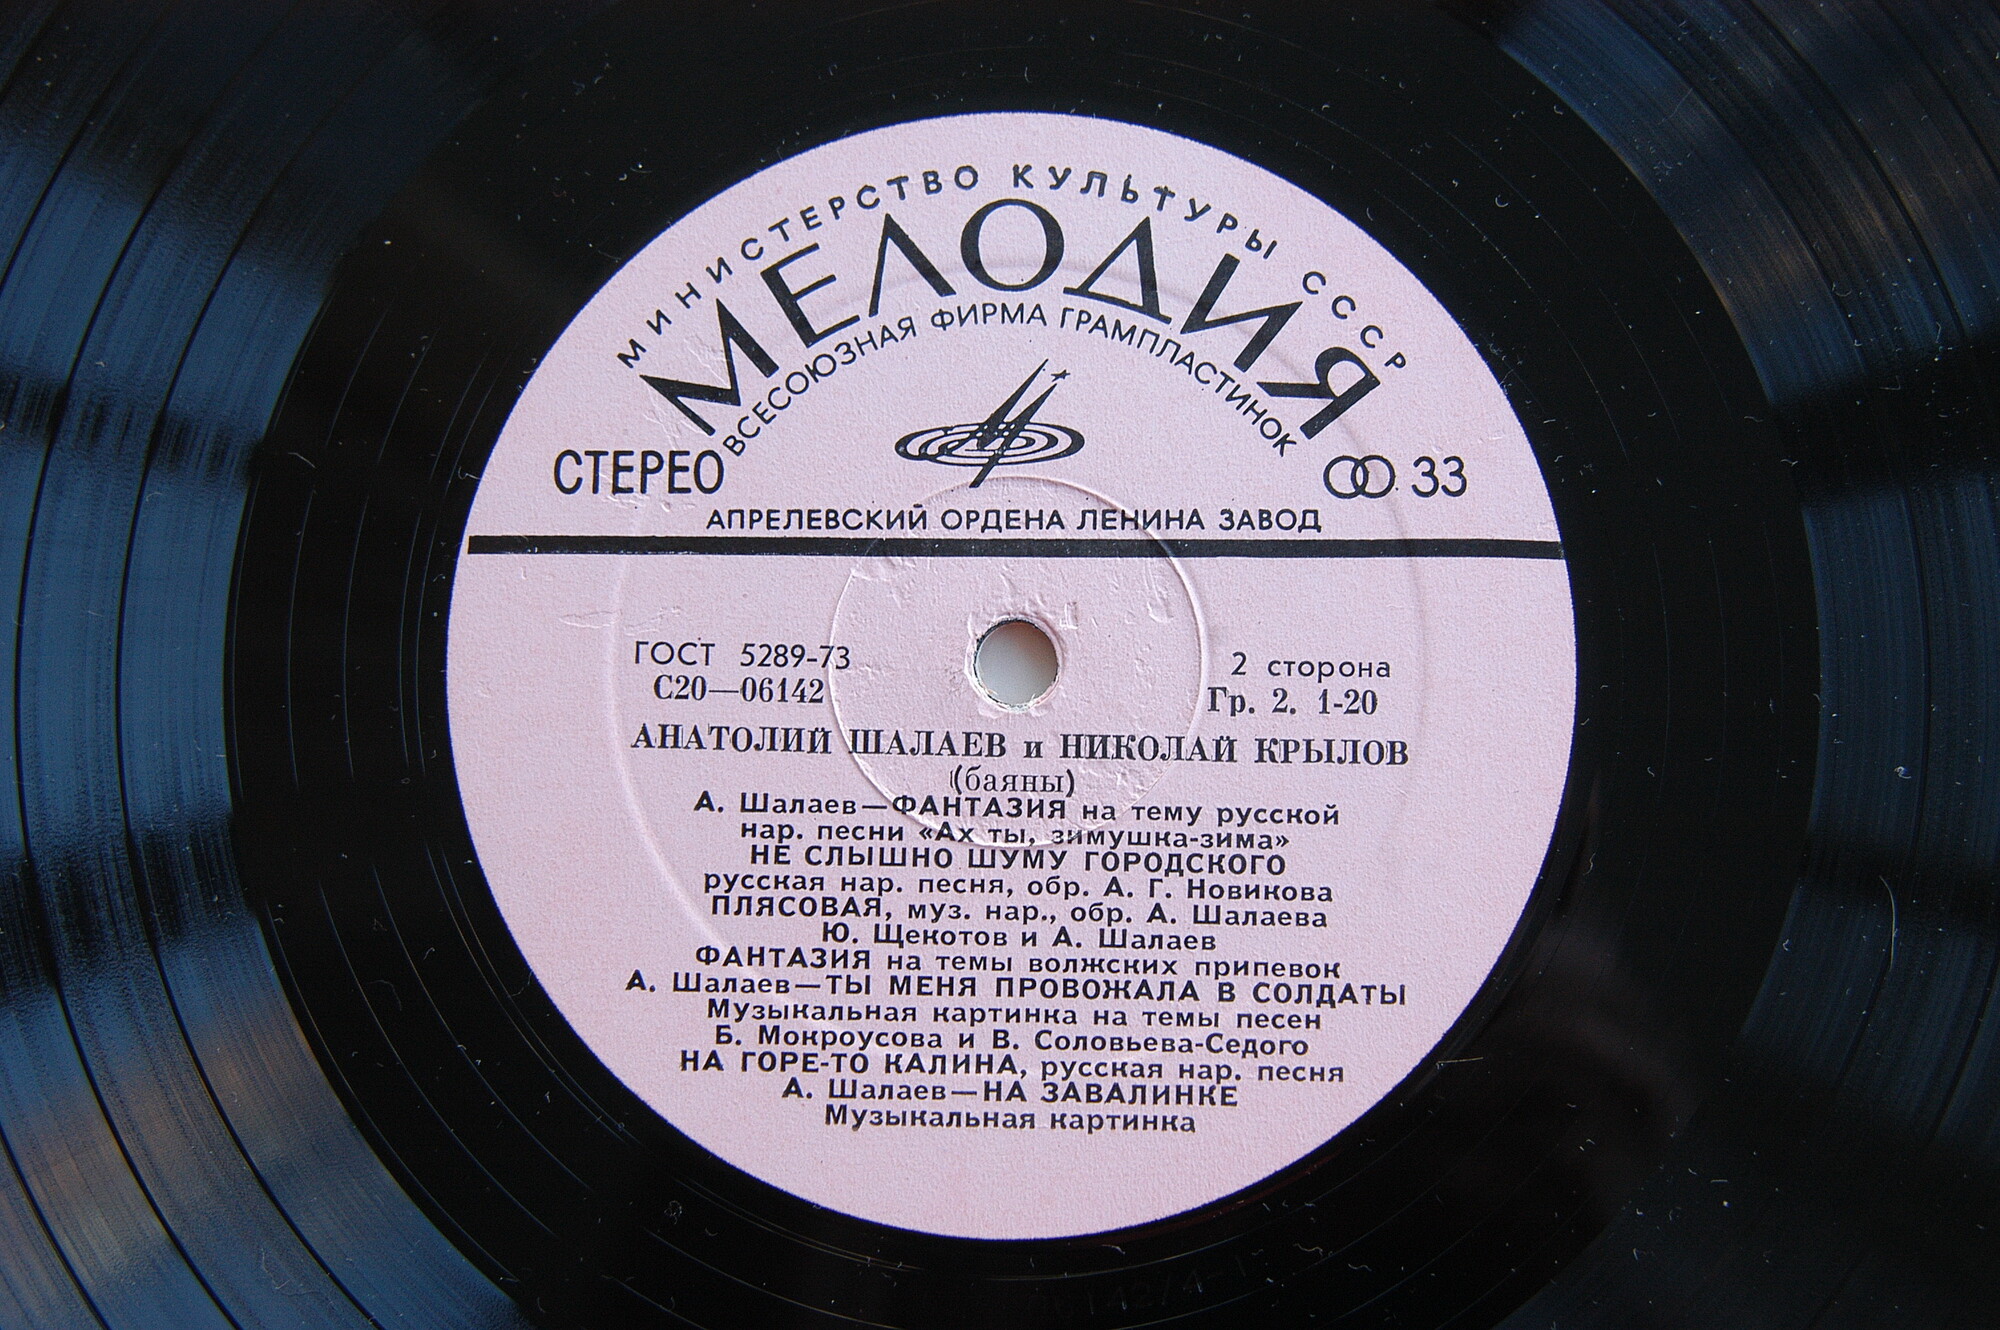 МИНИСТЕРСТВО КУЛЬТУРЫ СССР
МЕЛОДИЯ
ВСЕСОЮЗНАЯ ФИРМА ГРАМПЛАСТИНОК
СТЕРЕО
33
АПРЕЛЕВСКИЙ ОРДЕНА ЛЕНИНА ЗАВОД
ГОСТ 5289-73
С20—06142
2 сторона
Гр. 2. 1-20
АНАТОЛИЙ ШАЛАЕВ и НИКОЛАЙ КРЫЛОВ
(баяны)
А. Шалаев—ФАНТАЗИЯ на тему русской
нар. песни «Ах ты, зимушка-зима»
НЕ СЛЫШНО ШУМУ ГОРОДСКОГО
русская нар. песня, обр. А. Г. Новикова
ПЛЯСОВАЯ, муз. нар., обр. А. Шалаева
Ю. Щекотов и А. Шалаев
ФАНТАЗИЯ на темы волжских припевок
А. Шалаев—ТЫ МЕНЯ ПРОВОЖАЛА В СОЛДАТЫ
Музыкальная картинка на темы песен
Б. Мокроусова и В. Соловьева-Седого
НА ГОРЕ-ТО КАЛИНА, русская нар. песня
А. Шалаев—НА ЗАВАЛИНКЕ
Музыкальная картинка